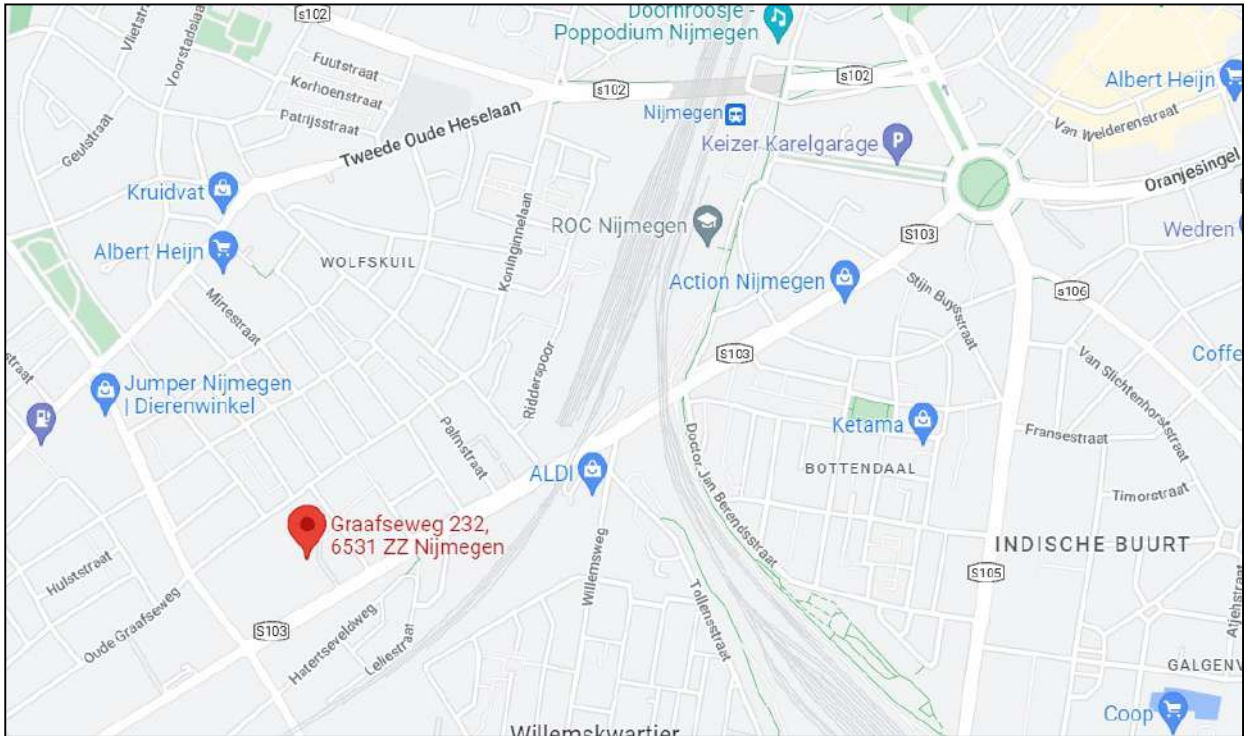 s102
Vlietstr
Voorstadslaan
Doornroosje -
Poppodium Nijmegen
Fuutstraat
Korhoenstraat
Patrijsstraat
Geulstraat
s102
s102
Albert Heijn
Tweede Oude Heselaan
Nijmegen
Keizer Karelgarage
P
Van Welderenstraat
Oranjesingel
Kruidvat
Koninginnelaan
ROC Nijmegen
S103
Wedren
Albert Heijn
WOLFSKUIL
Action Nijmegen
Stijn Buysstraat
s106
Mirtestraat
S103
Van Slichtenhorststraat
Coffe
straat
Jumper Nijmegen
| Dierenwinkel
Ridderspoor
Palmstraat
Ketama
Fransestraat
Doctor Jan Berendsstraat
ALDI
BOTTENDAAL
Timorstraat
Graafseweg 232,
6531 ZZ Nijmegen
INDISCHE BUURT
Hulststraat
Willemsweg
S105
Oude Graafseweg
Tollensstraat
Atjehstraat
S103
Hatertseveldweg
Leliestraat
GALGENV
Coop
Willemskwartier